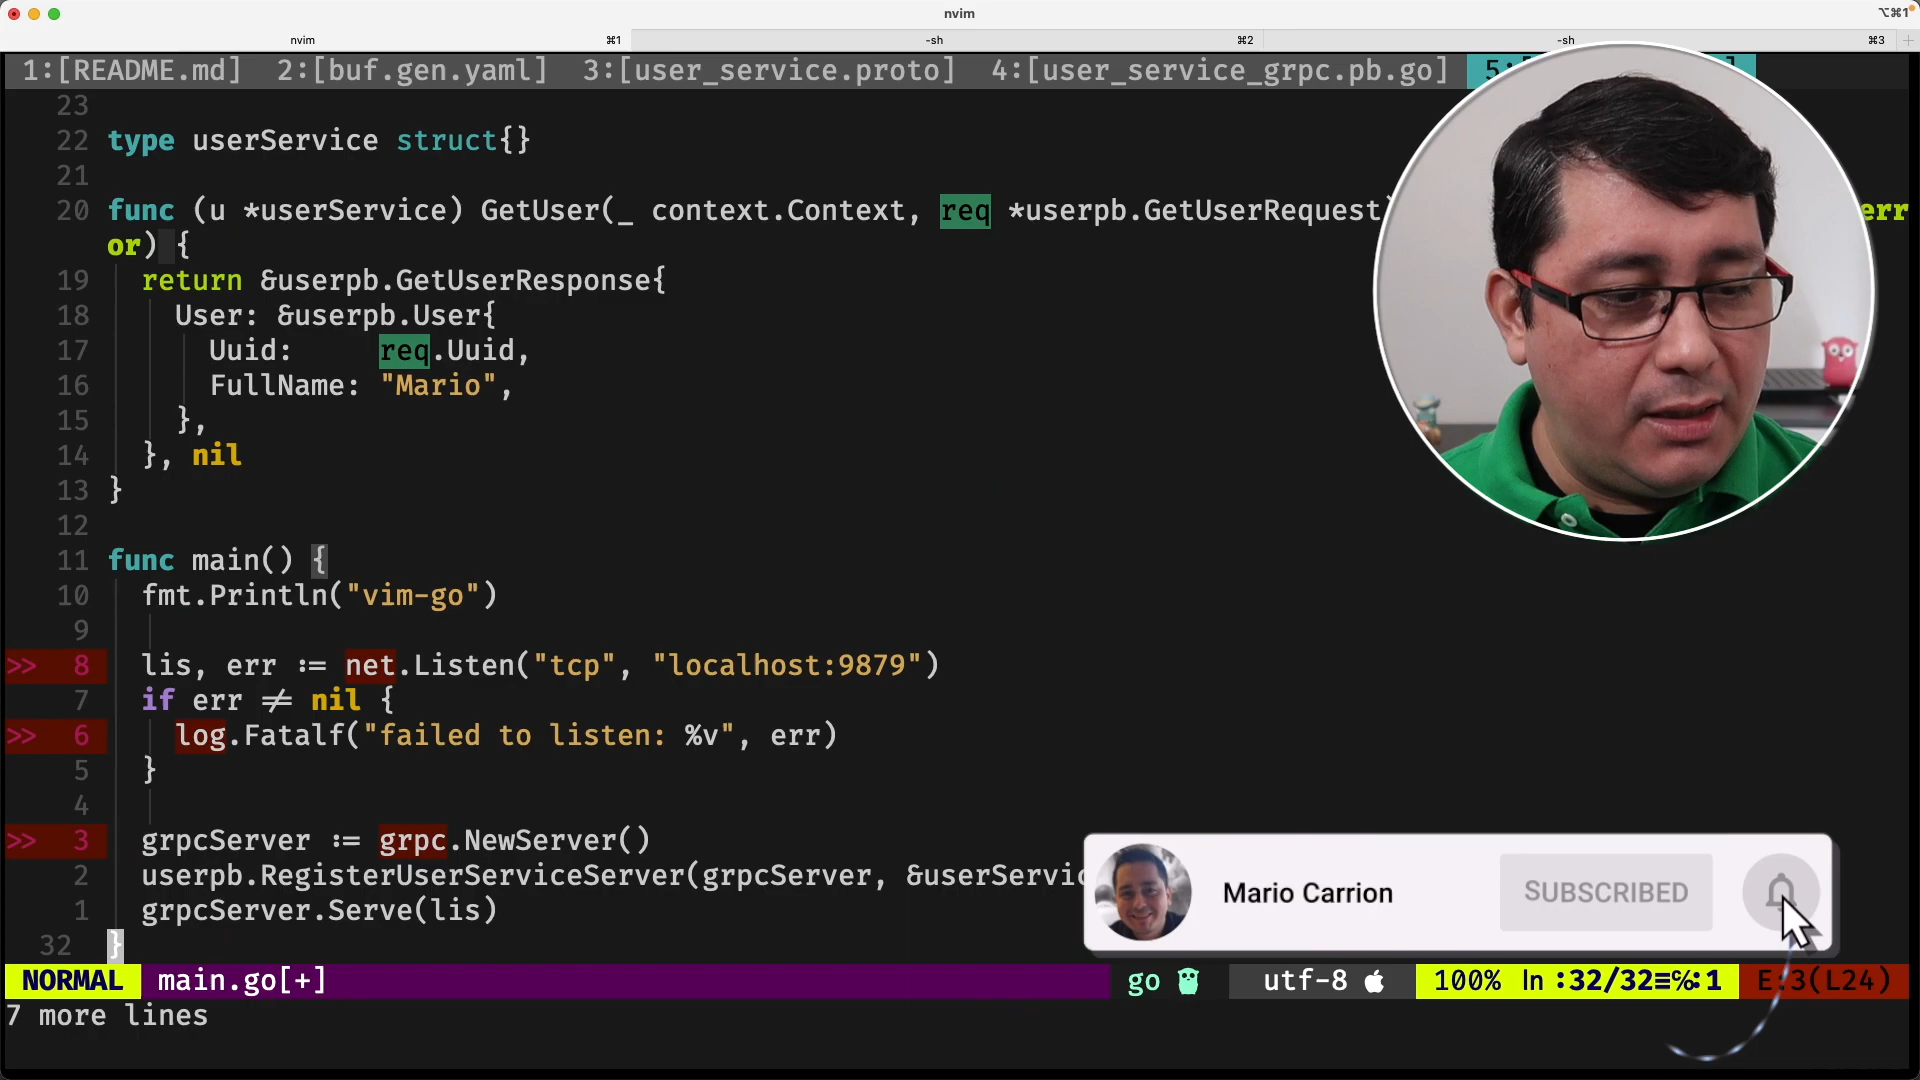 nvim
⌥⌘1
nvim ⌘1 -sh ⌘2 -sh ⌘3
1:[README.md] 2:[buf.gen.yaml] 3:[user_service.proto] 4:[user_service_grpc.pb.go] 5:[ ]
23
22 type userService struct{}
21
20 func (u *userService) GetUser(_ context.Context, req *userpb.GetUserRequest) err
or) {
19 return &userpb.GetUserResponse{
18 User: &userpb.User{
17 Uuid: req.Uuid,
16 FullName: "Mario",
15 },
14 }, nil
13 }
12
11 func main() {
10 fmt.Println("vim-go")
9
>> 8 lis, err := net.Listen("tcp", "localhost:9879")
7 if err ≠ nil {
>> 6 log.Fatalf("failed to listen: %v", err)
5 }
4
>> 3 grpcServer := grpc.NewServer()
2 userpb.RegisterUserServiceServer(grpcServer, &userServic
1 grpcServer.Serve(lis)
32 }
Mario Carrion SUBSCRIBED
NORMAL main.go[+] go utf-8 100% ln :32/32≡℅:1 E:3(L24)
7 more lines